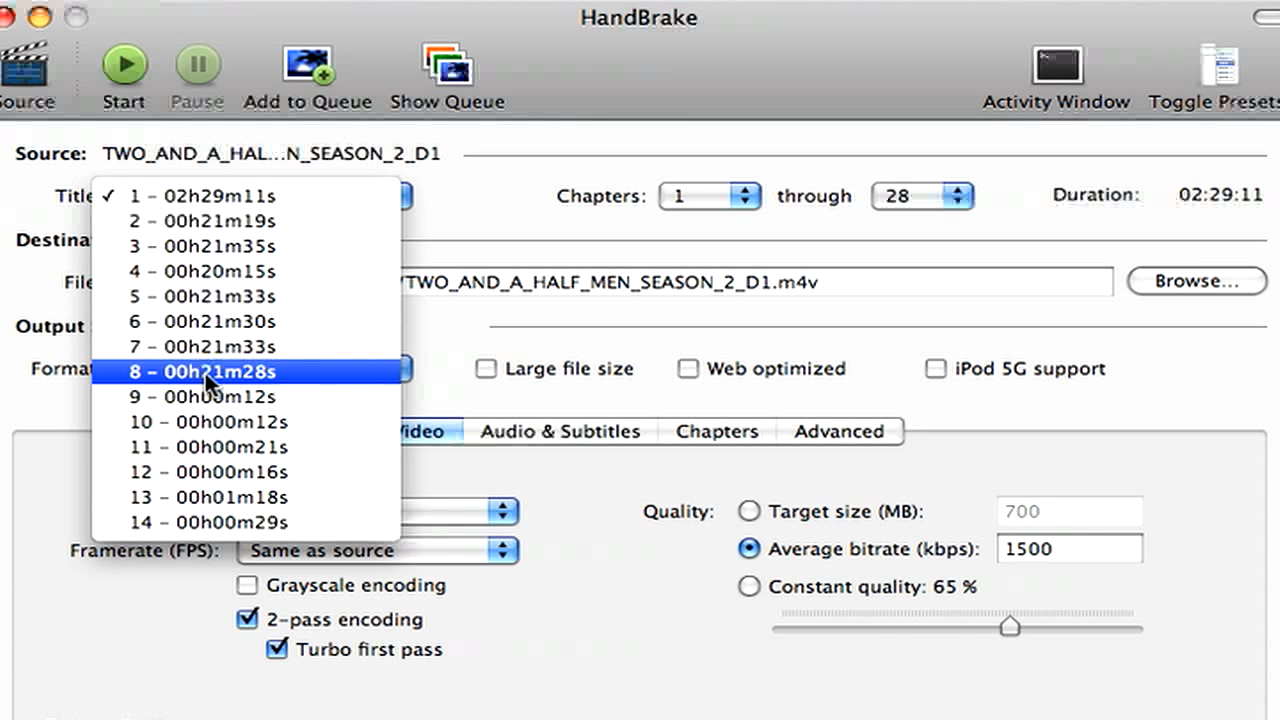 HandBrake
Source Start Pause Add to Queue Show Queue Activity Window Toggle Presets
Source: TWO_AND_A_HAL...N_SEASON_2_D1
Title ✓ 1 – 02h29m11s Chapters: 1 through 28 Duration: 02:29:11
2 – 00h21m19s
Destina 3 – 00h21m35s
4 – 00h20m15s
File /TWO_AND_A_HALF_MEN_SEASON_2_D1.m4v Browse...
5 – 00h21m33s
Output 6 – 00h21m30s
7 – 00h21m33s
Forma 8 – 00h21m28s Large file size Web optimized iPod 5G support
9 – 00h00m12s
10 – 00h00m12s
Video Audio & Subtitles Chapters Advanced
11 – 00h00m21s
12 – 00h00m16s
13 – 00h01m18s
Quality: Target size (MB): 700
14 – 00h00m29s
Framerate (FPS): Same as source Average bitrate (kbps): 1500
Grayscale encoding Constant quality: 65 %
2-pass encoding
Turbo first pass